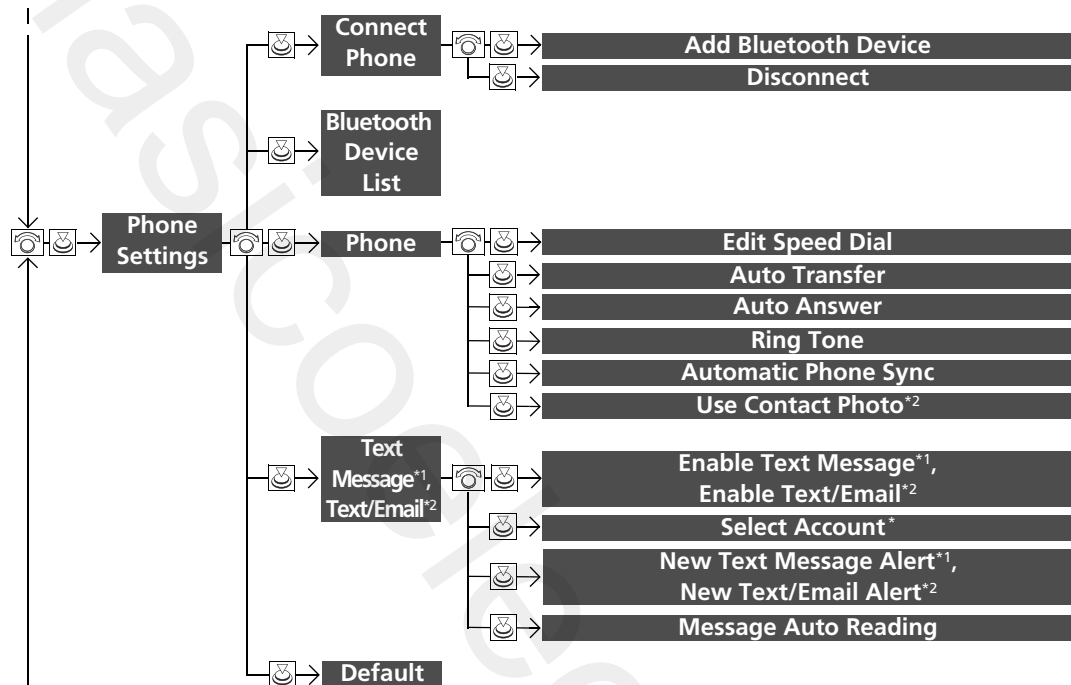 Connect
Phone
Add Bluetooth Device
Disconnect
Bluetooth
Device
List
Phone
Settings
Phone
Edit Speed Dial
Auto Transfer
Auto Answer
Ring Tone
Automatic Phone Sync
Use Contact Photo*2
Text
Message*1,
Text/Email*2
Enable Text Message*1,
Enable Text/Email*2
Select Account*
New Text Message Alert*1,
New Text/Email Alert*2
Message Auto Reading
Default